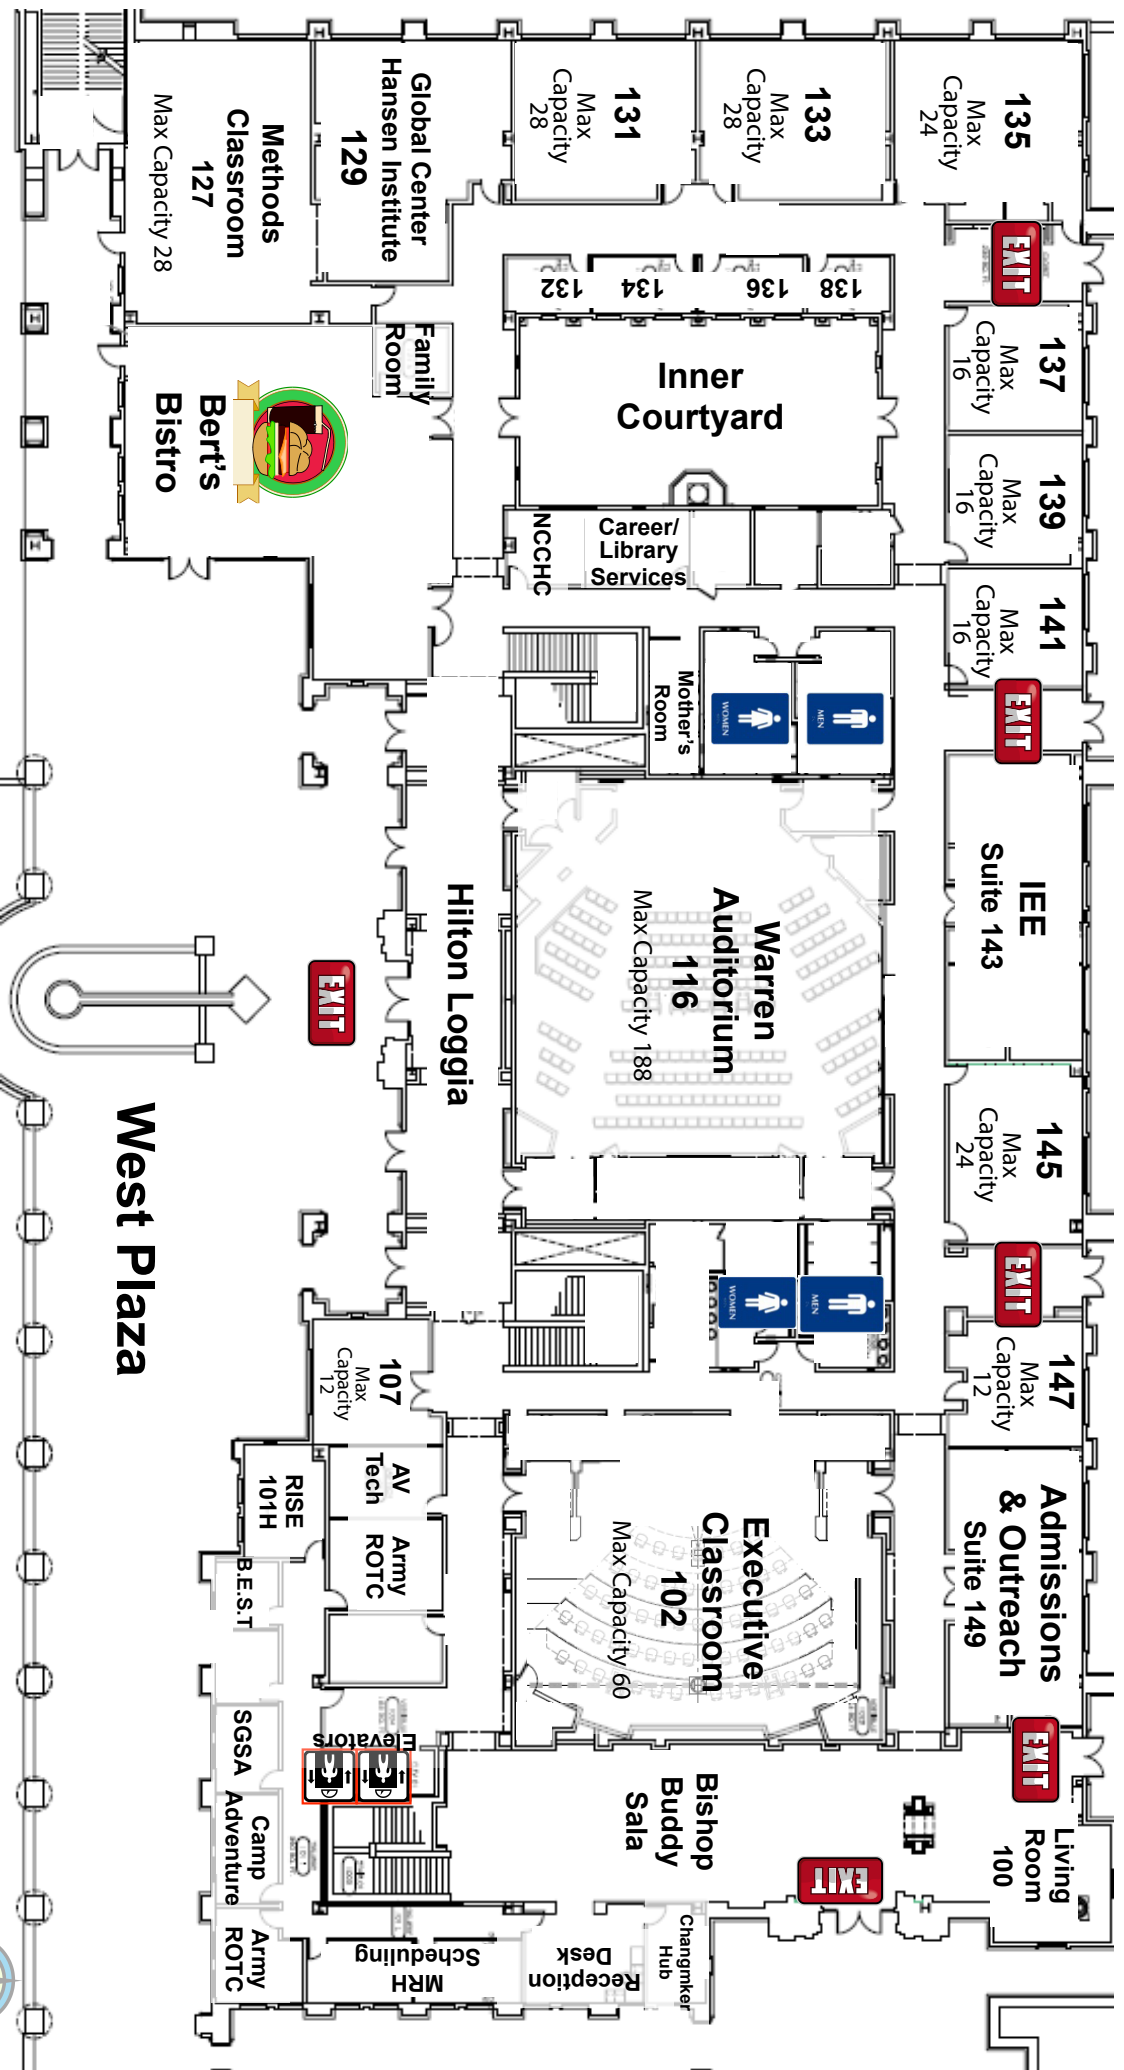 135
Max
Capacity
24
133
Max
Capacity
28
131
Max
Capacity
28
Global Center
Hansen Institute
129
Methods
Classroom
127
Max Capacity 28
EXIT
132
134
136
138
137
Max
Capacity
16
Family
Room
Inner
Courtyard
Bert's
Bistro
139
Max
Capacity
16
NCCHC
Career/
Library
Services
141
Max
Capacity
16
Mother's
Room
WOMEN
MEN
EXIT
IEE
Suite 143
Warren
Auditorium
116
Max Capacity 188
Hilton Loggia
EXIT
West Plaza
145
Max
Capacity
24
EXIT
WOMEN
MEN
147
Max
Capacity
12
107
Max
Capacity
12
AV
Tech
RISE
101H
Army
ROTC
B.E.S.T
Executive
Classroom
102
Max Capacity 60
Admissions
& Outreach
Suite 149
SGSA
Elevators
EXIT
Bishop
Buddy
Sala
Camp
Adventure
Living
Room
100
EXIT
Army
ROTC
MRH
Scheduling
Reception
Desk
Changmker
Hub